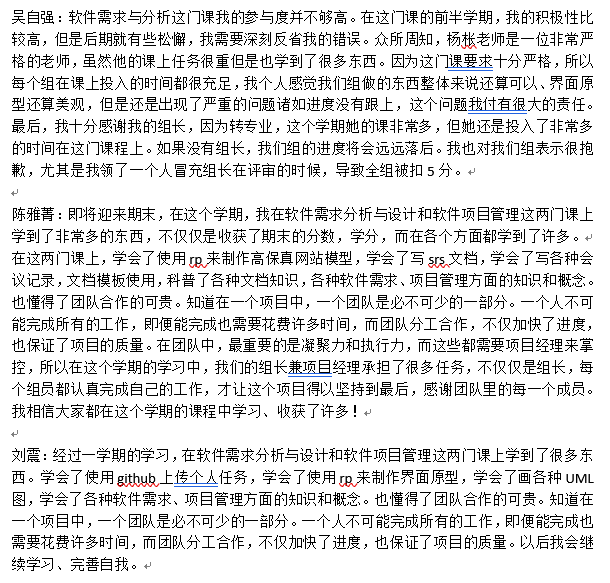 吴自强：软件需求与分析这门课我的参与度并不够高。在这门课的前半学期，我的积极性比
较高，但是后期就有些松懈，我需要深刻反省我的错误。众所周知，杨枨老师是一位非常严
格的老师，虽然他的课上任务很重但是也学到了很多东西。因为这门课要求十分严格，所以
每个组在课上投入的时间都很充足，我个人感觉我们组做的东西整体来说还算可以、界面原
型还算美观，但是还是出现了严重的问题诸如进度没有跟上，这个问题我付有很大的责任。
最后，我十分感谢我的组长，因为转专业，这个学期她的课非常多，但她还是投入了非常多
的时间在这门课程上。如果没有组长，我们组的进度将会远远落后。我也对我们组表示很抱
歉，尤其是我领了一个人冒充组长在评审的时候，导致全组被扣 5 分。
陈雅菁：即将迎来期末，在这个学期，我在软件需求分析与设计和软件项目管理这两门课上
学到了非常多的东西，不仅仅是收获了期末的分数，学分，而在各个方面都学到了许多。
在这两门课上，学会了使用 rp 来制作高保真网站模型，学会了写 srs 文档，学会了写各种会
议记录，文档模板使用，科普了各种文档知识，各种软件需求、项目管理方面的知识和概念。
也懂得了团队合作的可贵。知道在一个项目中，一个团队是必不可少的一部分。一个人不可
能完成所有的工作，即便能完成也需要花费许多时间，而团队分工合作，不仅加快了进度，
也保证了项目的质量。在团队中，最重要的是凝聚力和执行力，而这些都需要项目经理来掌
控，所以在这个学期的学习中，我们的组长兼项目经理承担了很多任务，不仅仅是组长，每
个组员都认真完成自己的工作，才让这个项目得以坚持到最后，感谢团队里的每一个成员。
我相信大家都在这个学期的课程中学习、收获了许多！
刘震：经过一学期的学习，在软件需求分析与设计和软件项目管理这两门课上学到了很多东
西。学会了使用 github 上传个人任务，学会了使用 rp 来制作界面原型，学会了画各种 UML
图，学会了各种软件需求、项目管理方面的知识和概念。也懂得了团队合作的可贵。知道在
一个项目中，一个团队是必不可少的一部分。一个人不可能完成所有的工作，即便能完成也
需要花费许多时间，而团队分工合作，不仅加快了进度，也保证了项目的质量。以后我会继
续学习、完善自我。